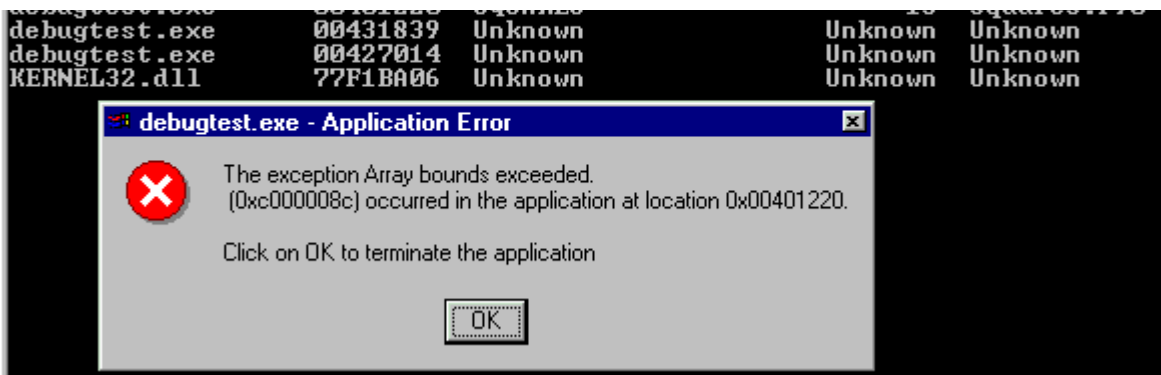 debugtest.exe 00431839 Unknown Unknown Unknown
debugtest.exe 00427014 Unknown Unknown Unknown
KERNEL32.dll 77F1BA06 Unknown Unknown Unknown
debugtest.exe - Application Error
The exception Array bounds exceeded.
(0xc000008c) occurred in the application at location 0x00401220.
Click on OK to terminate the application
OK